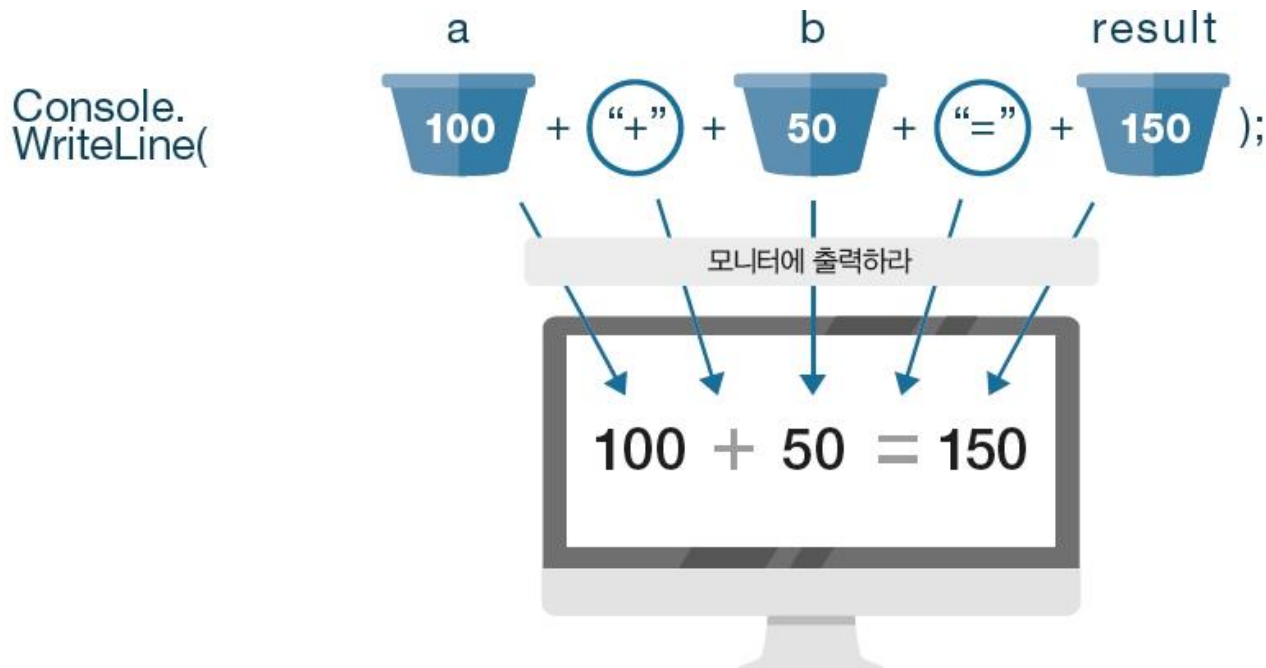 a b result
Console.
WriteLine( 100 + “+” + 50 + “=” + 150 );
모니터에 출력하라
100 + 50 = 150